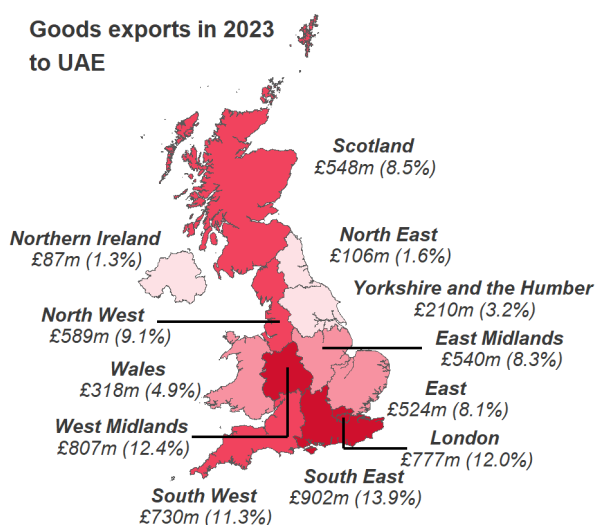 Goods exports in 2023
to UAE
Scotland
£548m (8.5%)
Northern Ireland
£87m (1.3%)
North East
£106m (1.6%)
Yorkshire and the Humber
£210m (3.2%)
North West
£589m (9.1%)
East Midlands
£540m (8.3%)
Wales
£318m (4.9%)
East
£524m (8.1%)
West Midlands
£807m (12.4%)
London
£777m (12.0%)
South East
£902m (13.9%)
South West
£730m (11.3%)